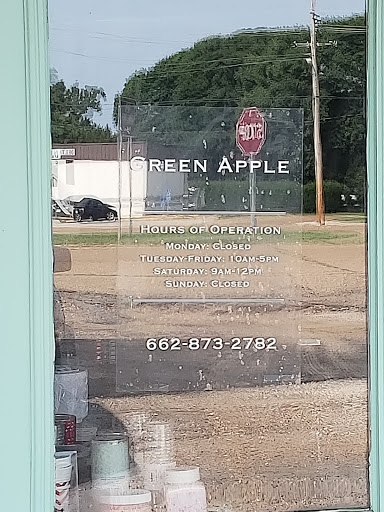 GREEN APPLE
HOURS OF OPERATION
MONDAY: CLOSED
TUESDAY-FRIDAY: 10AM-5PM
SATURDAY: 9AM-12PM
SUNDAY: CLOSED
662-873-2782